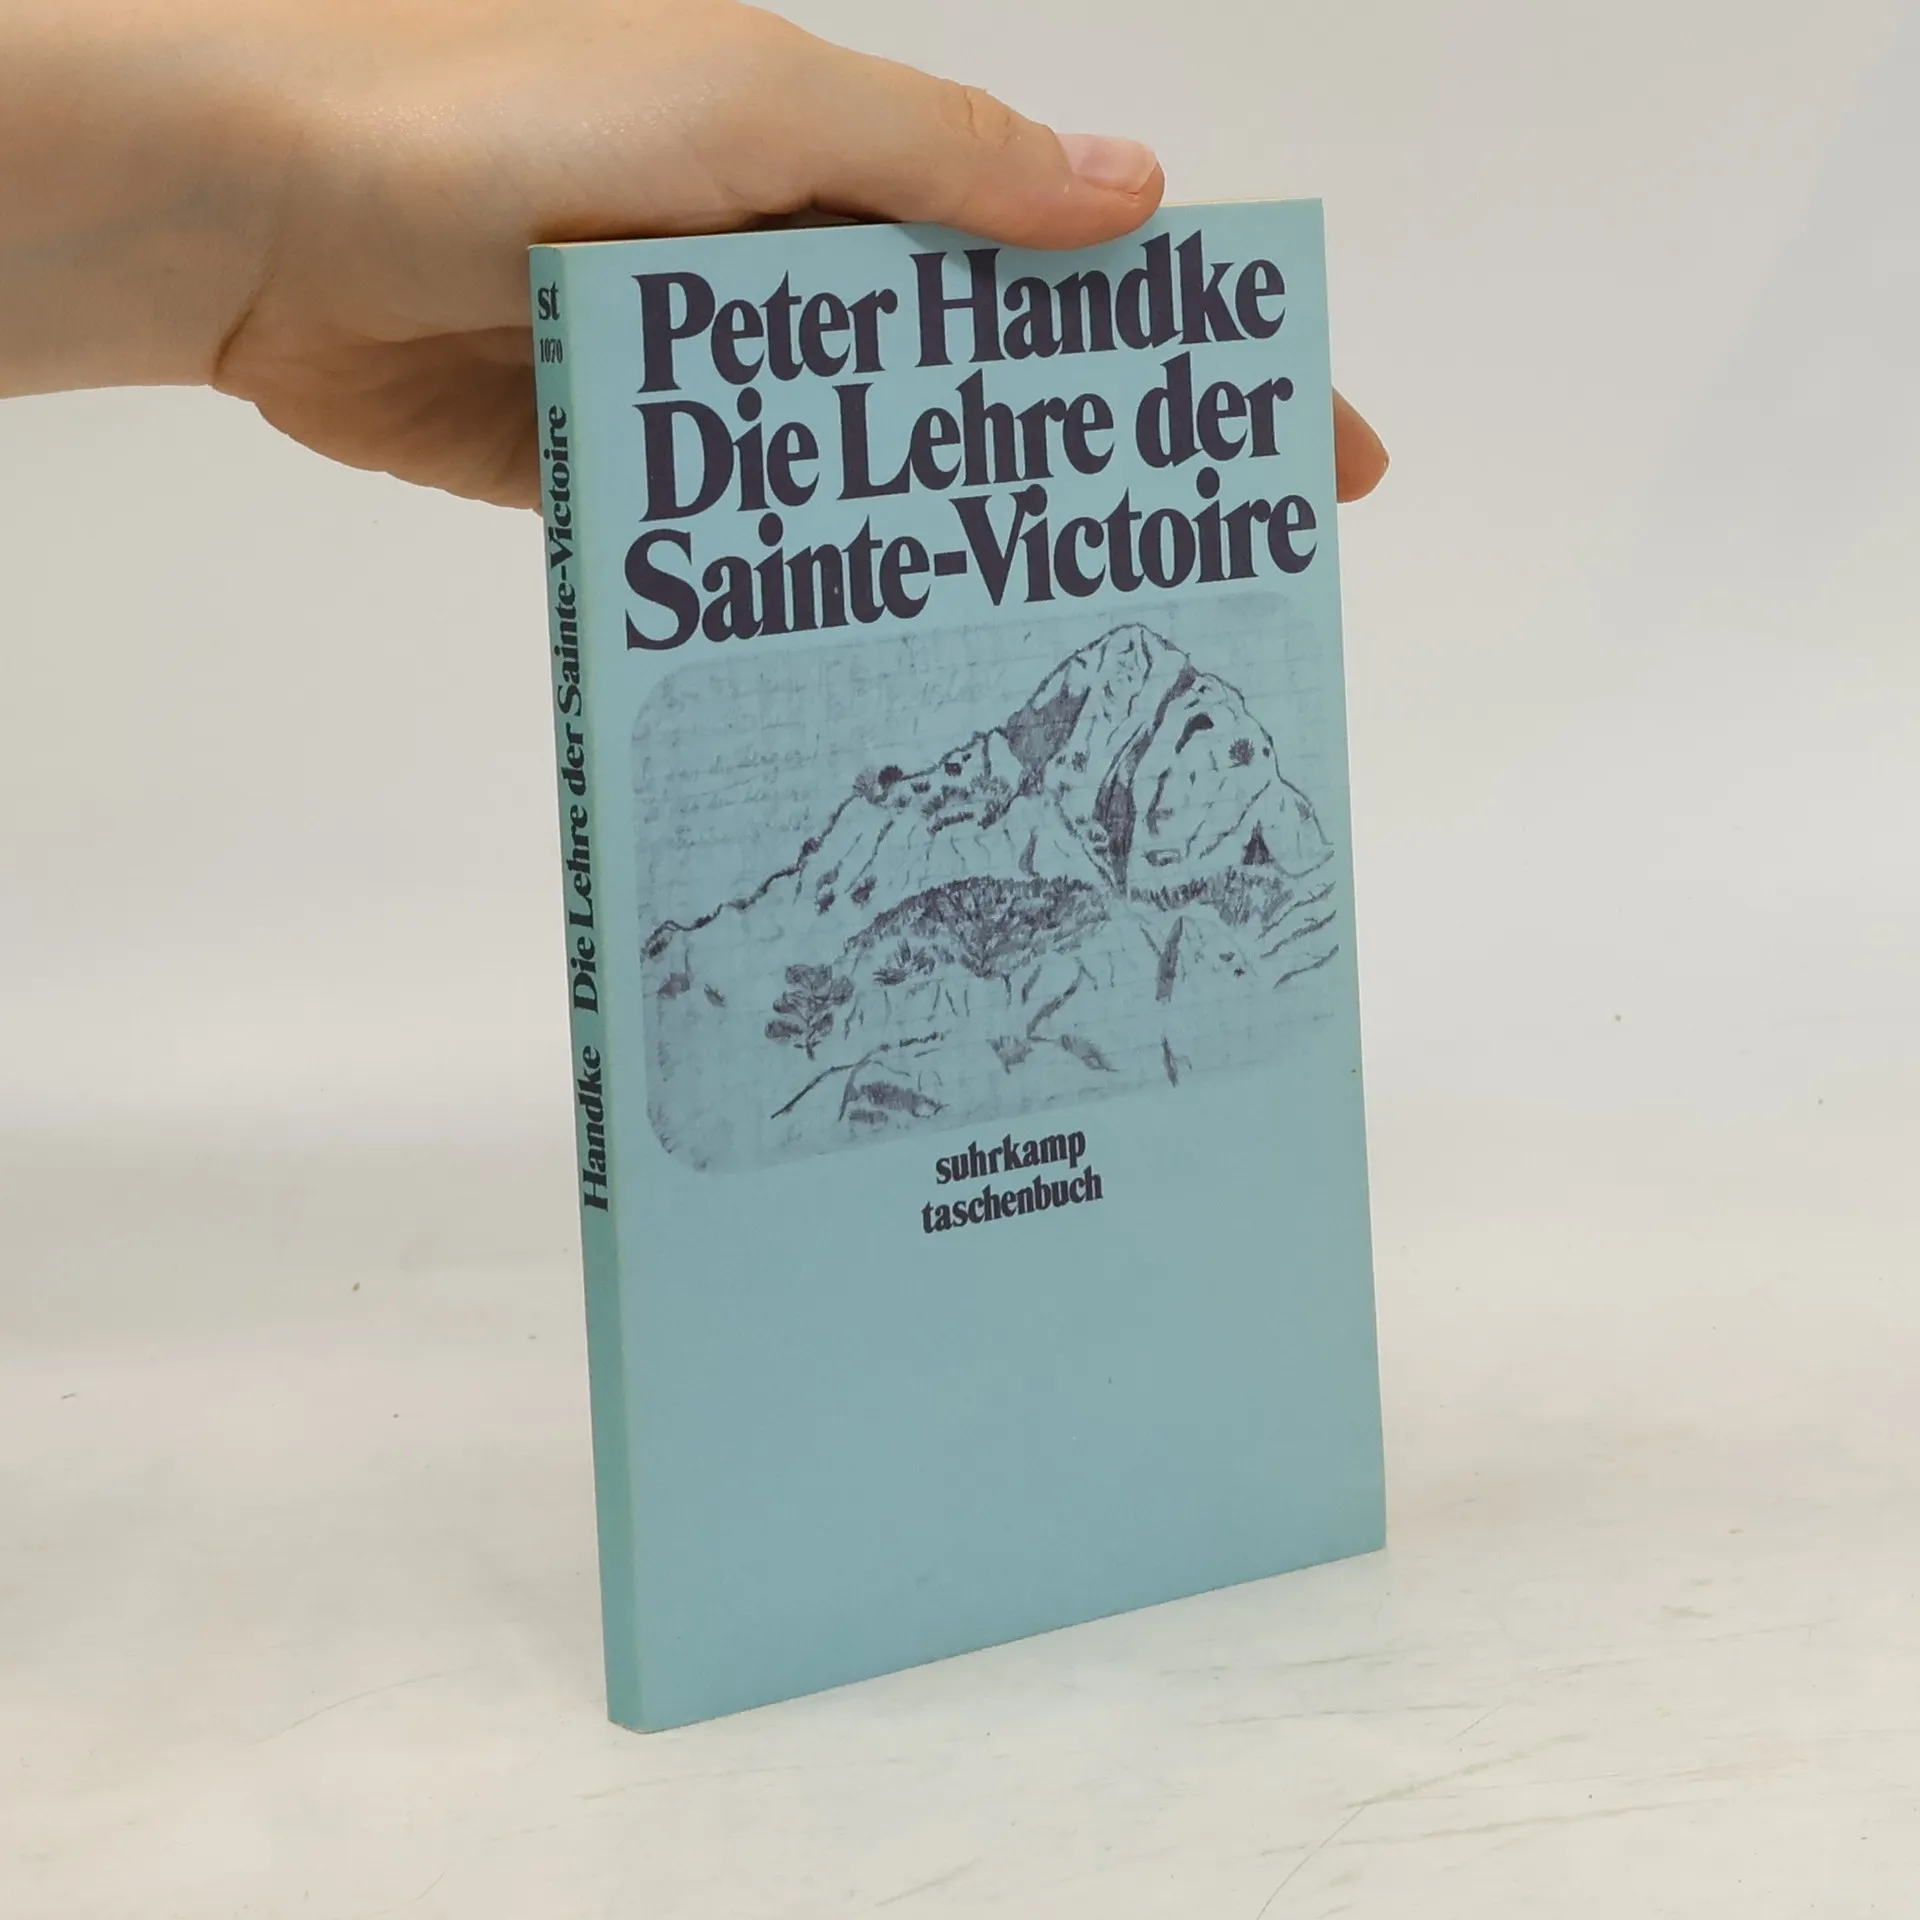 Peter Handke
Die Lehre der
Sainte-Victoire
suhrkamp
taschenbuch
st
1070
Handke Die Lehre der Sainte-Victoire